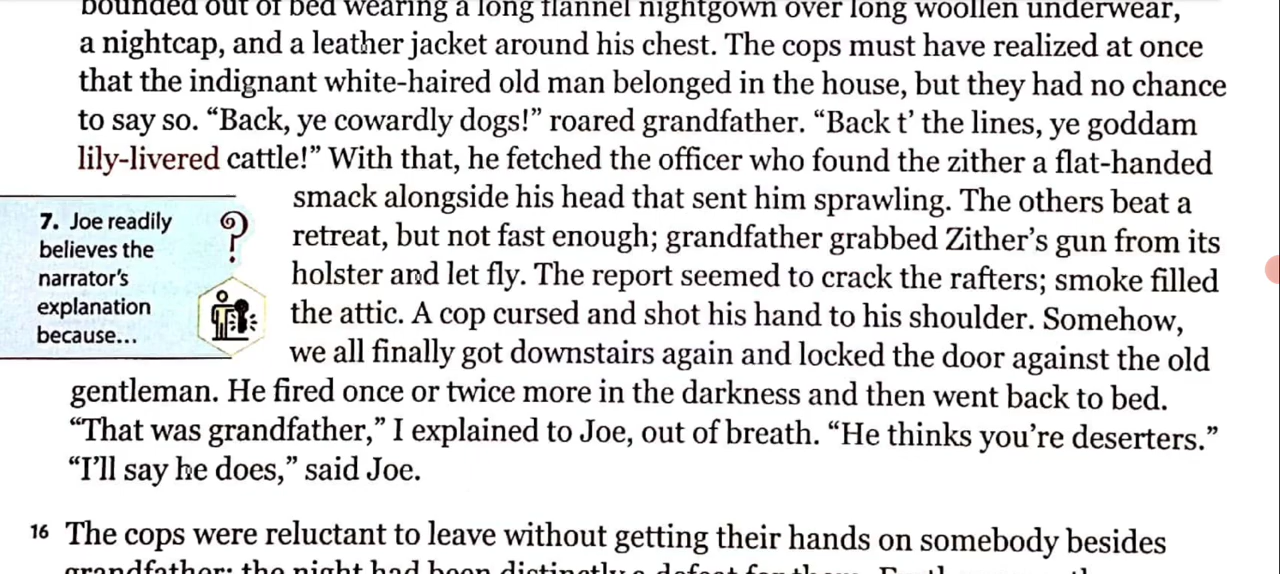 bounded out of bed wearing a long flannel nightgown over long woollen underwear,
a nightcap, and a leather jacket around his chest. The cops must have realized at once
that the indignant white-haired old man belonged in the house, but they had no chance
to say so. “Back, ye cowardly dogs!” roared grandfather. “Back t’ the lines, ye goddam
lily-livered cattle!” With that, he fetched the officer who found the zither a flat-handed
smack alongside his head that sent him sprawling. The others beat a
retreat, but not fast enough; grandfather grabbed Zither’s gun from its
holster and let fly. The report seemed to crack the rafters; smoke filled
the attic. A cop cursed and shot his hand to his shoulder. Somehow,
we all finally got downstairs again and locked the door against the old
gentleman. He fired once or twice more in the darkness and then went back to bed.
“That was grandfather,” I explained to Joe, out of breath. “He thinks you’re deserters.”
“I’ll say he does,” said Joe.
7. Joe readily
believes the
narrator’s
explanation
because...
?
16 The cops were reluctant to leave without getting their hands on somebody besides
grandfather; the night had been distinctly a defeat for them.